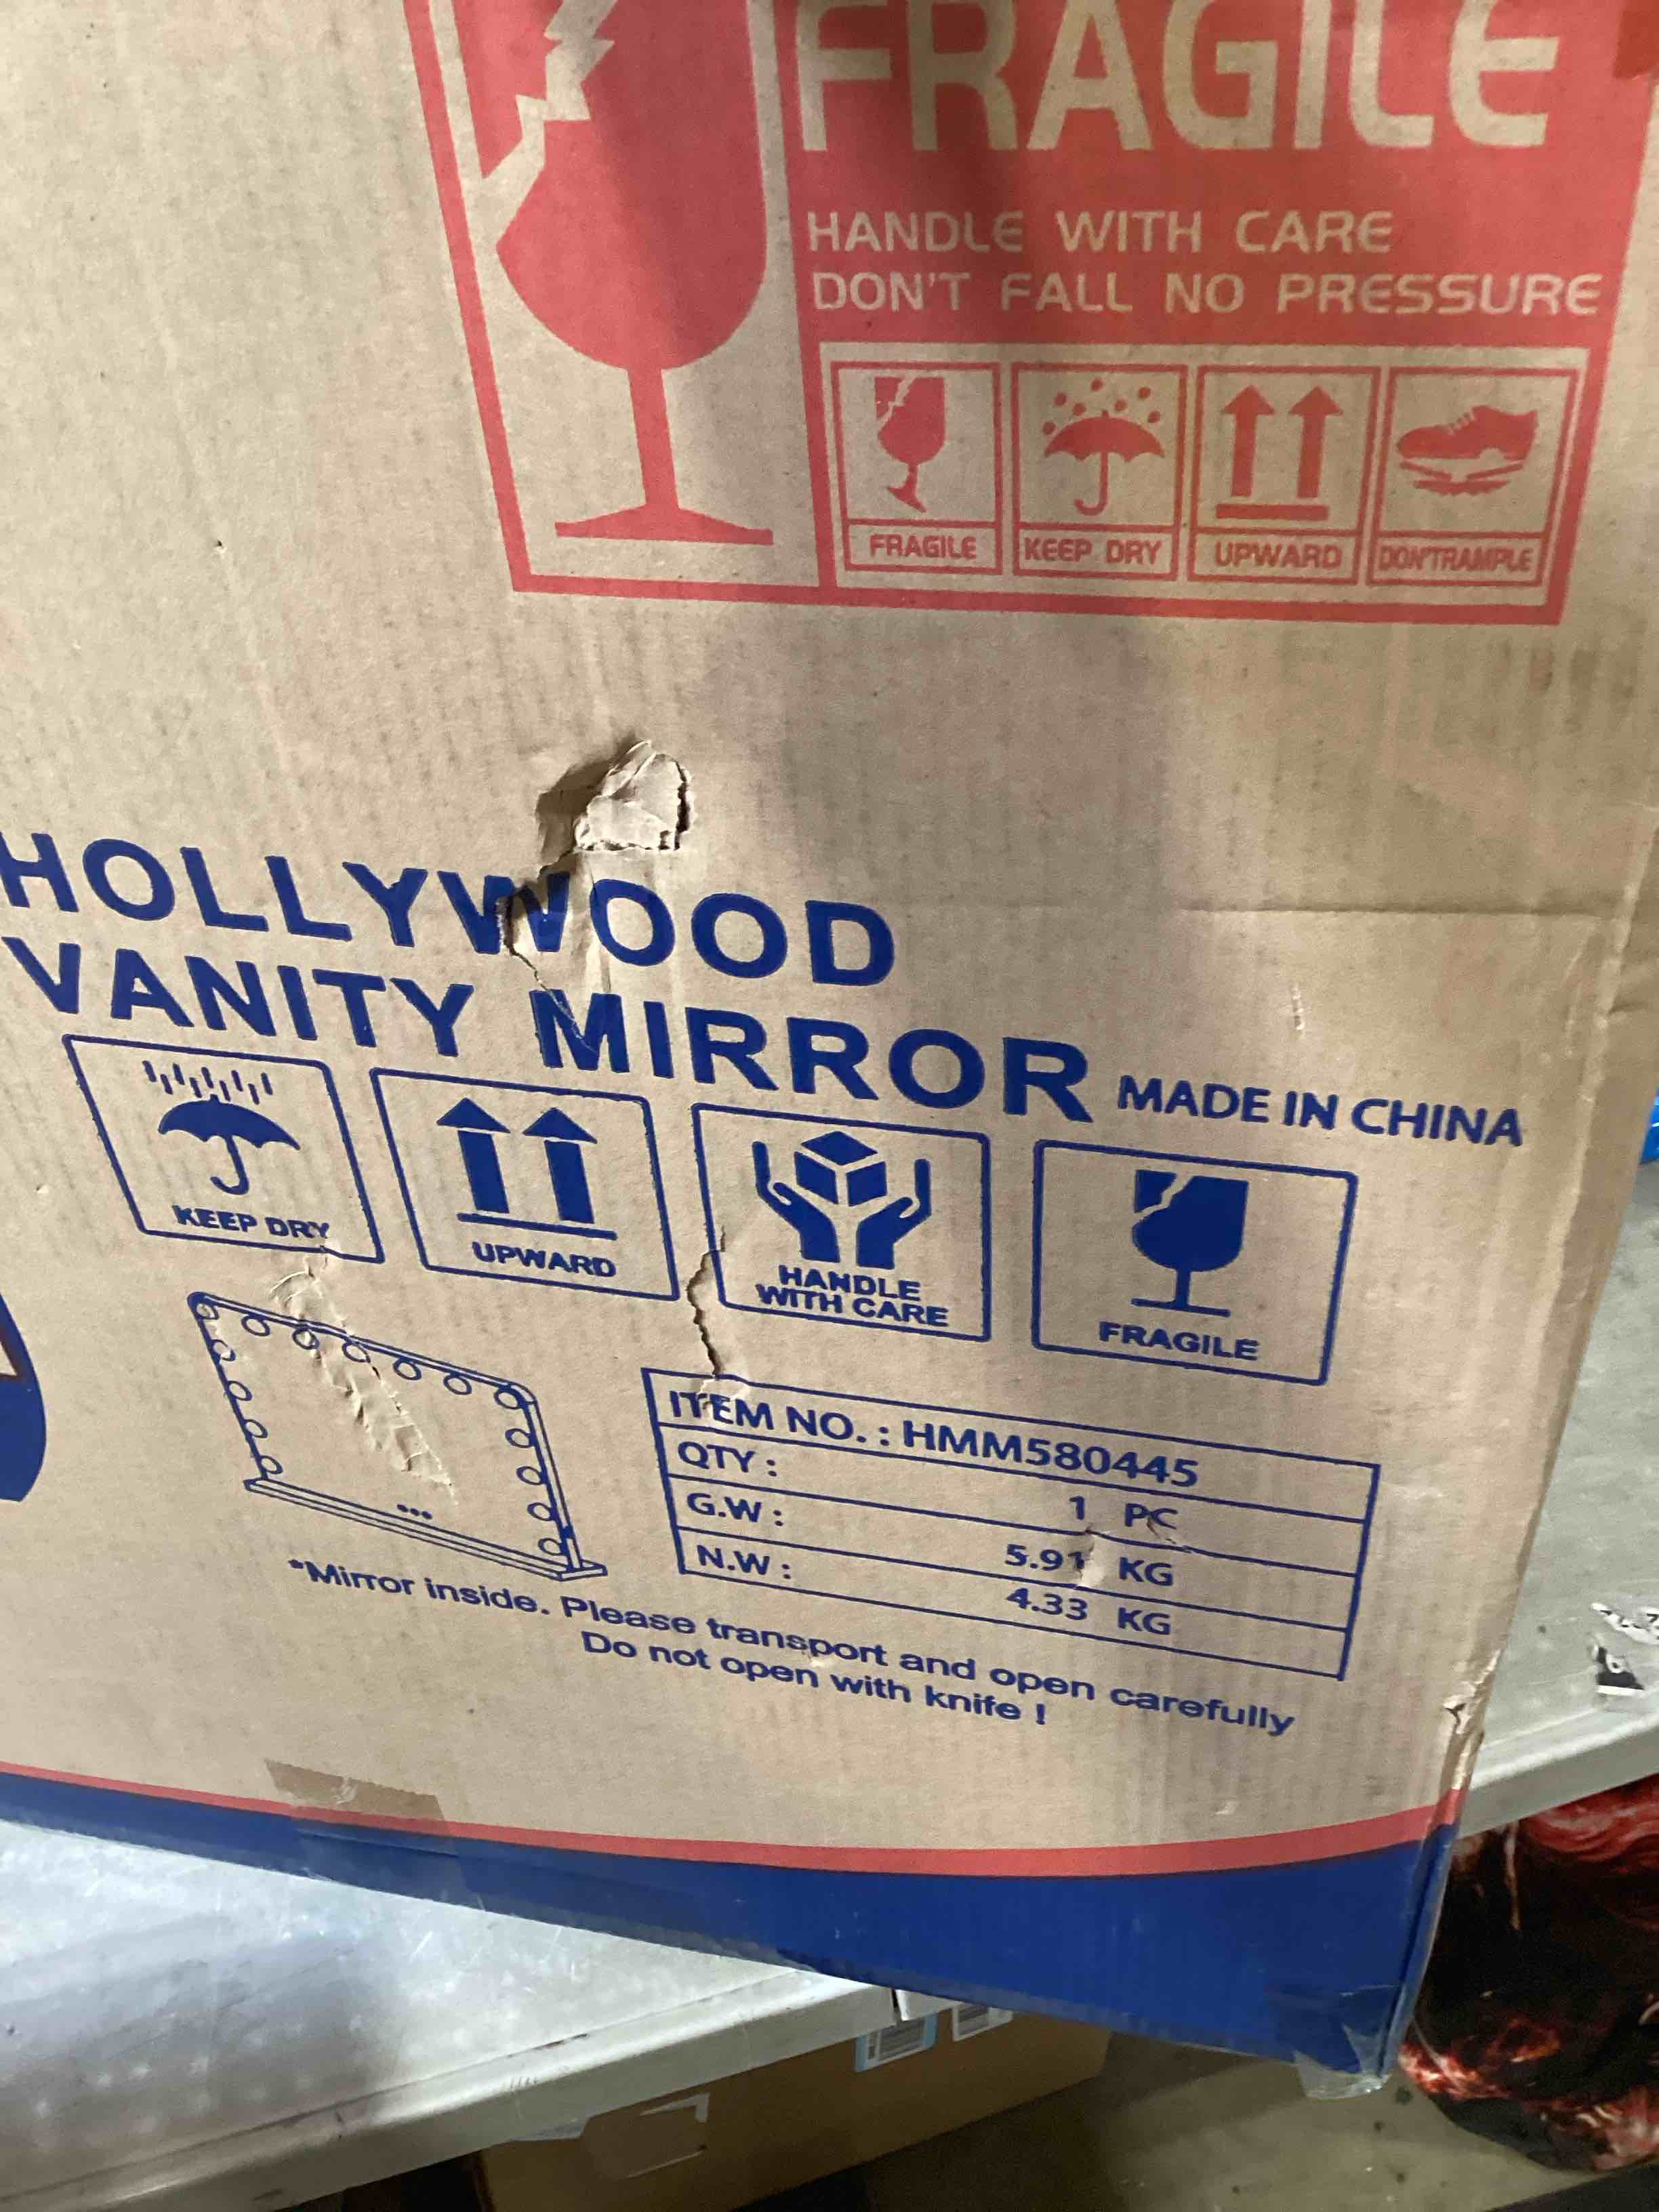 FRAGILE
HANDLE WITH CARE
DON'T FALL NO PRESSURE
FRAGILE
KEEP DRY
UPWARD
DON'TRAMPLE
HOLLYWOOD
VANITY MIRROR MADE IN CHINA
KEEP DRY
UPWARD
HANDLE
WITH CARE
FRAGILE
ITEM NO. : HMM580445
QTY : 1 PC
G.W : 5.91 KG
N.W : 4.33 KG
*Mirror inside. Please transport and open carefully
Do not open with knife !